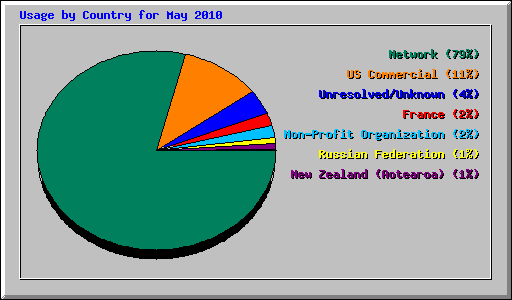 Usage by Country for May 2010
Network (79%)
US Commercial (11%)
Unresolved/Unknown (4%)
France (2%)
Non-Profit Organization (2%)
Russian Federation (1%)
New Zealand (Aotearoa) (1%)